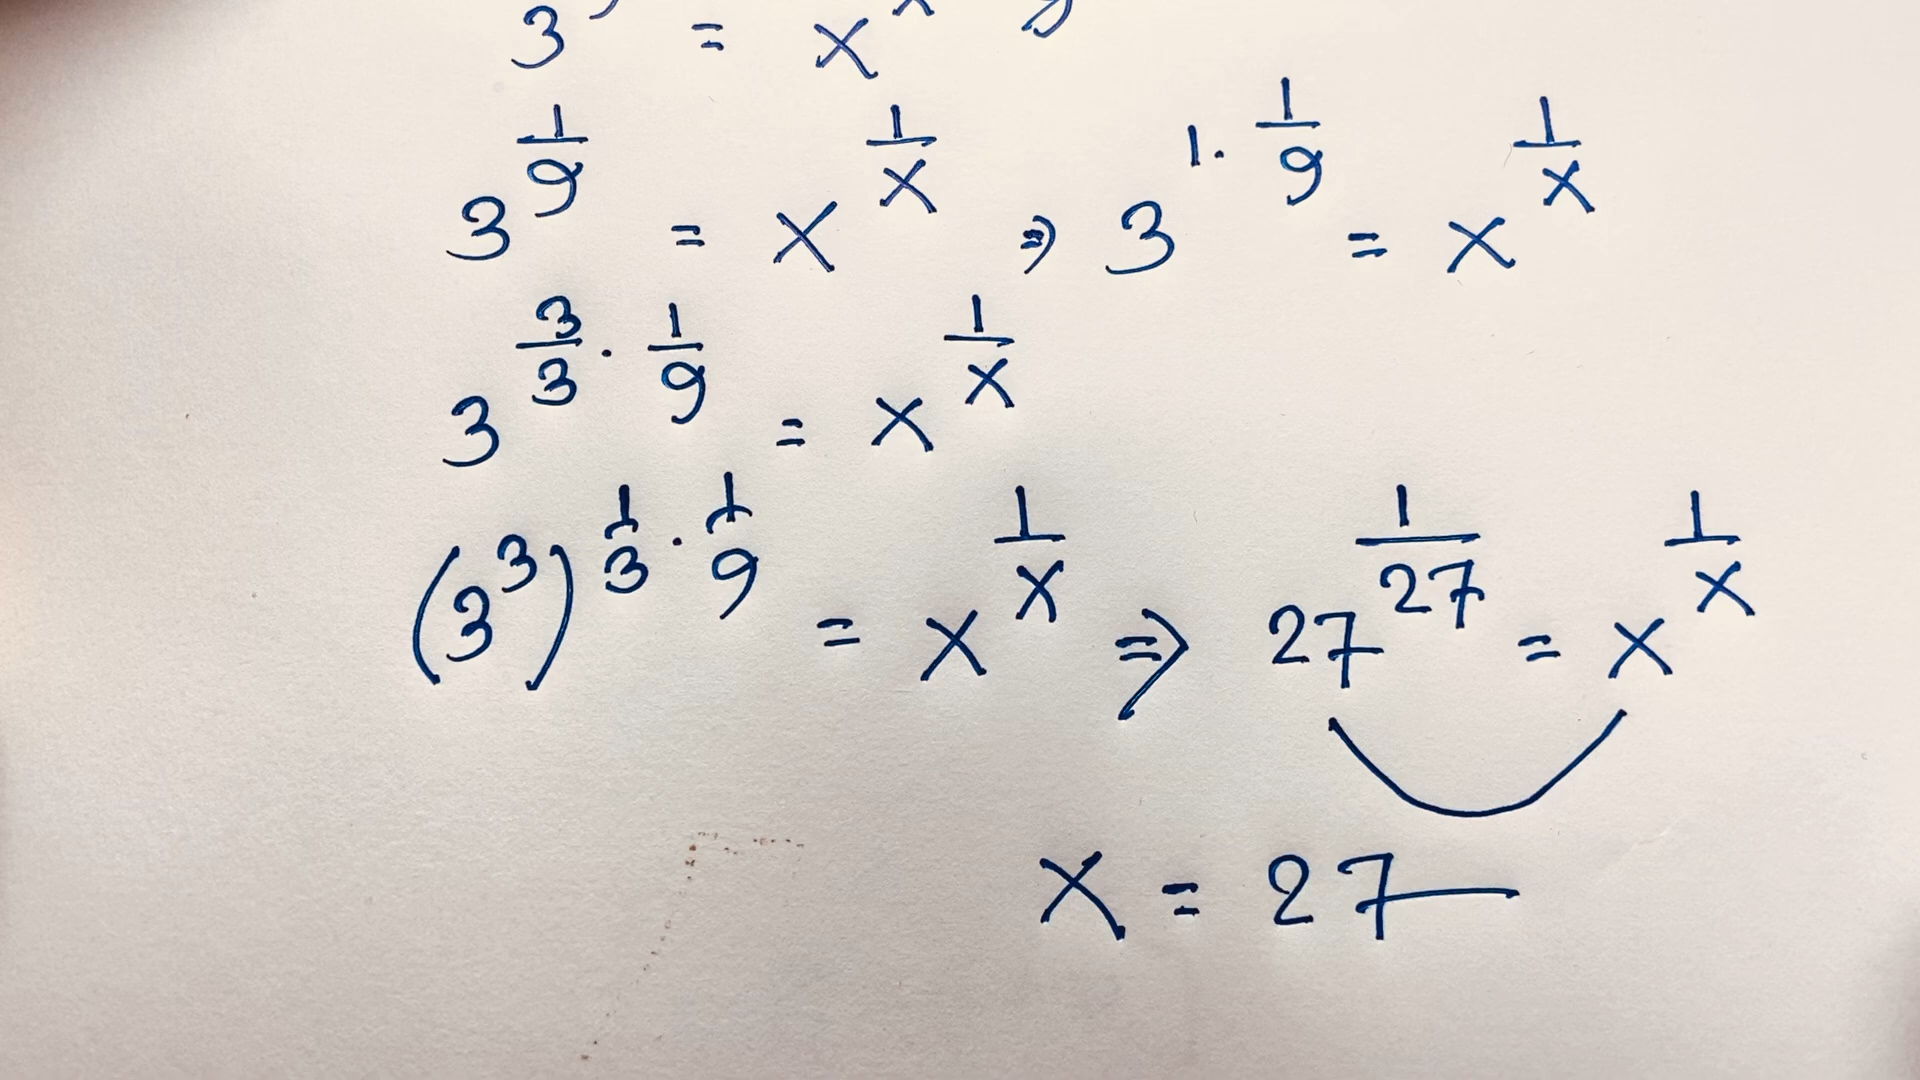 3 = x
3^{1/9} = x^{1/x} ⇒ 3^{1·1/9} = x^{1/x}
3^{3/3 · 1/9} = x^{1/x}
(3^3)^{1/3 · 1/9} = x^{1/x} ⇒ 27^{1/27} = x^{1/x}
x = 27